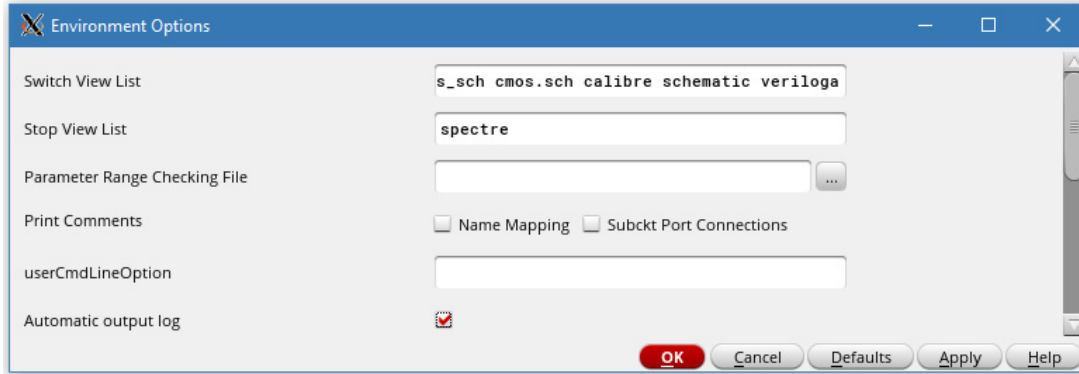 Environment Options
Switch View List s_sch cmos.sch calibre schematic veriloga
Stop View List spectre
Parameter Range Checking File ...
Print Comments Name Mapping Subckt Port Connections
userCmdLineOption
Automatic output log
OK Cancel Defaults Apply Help